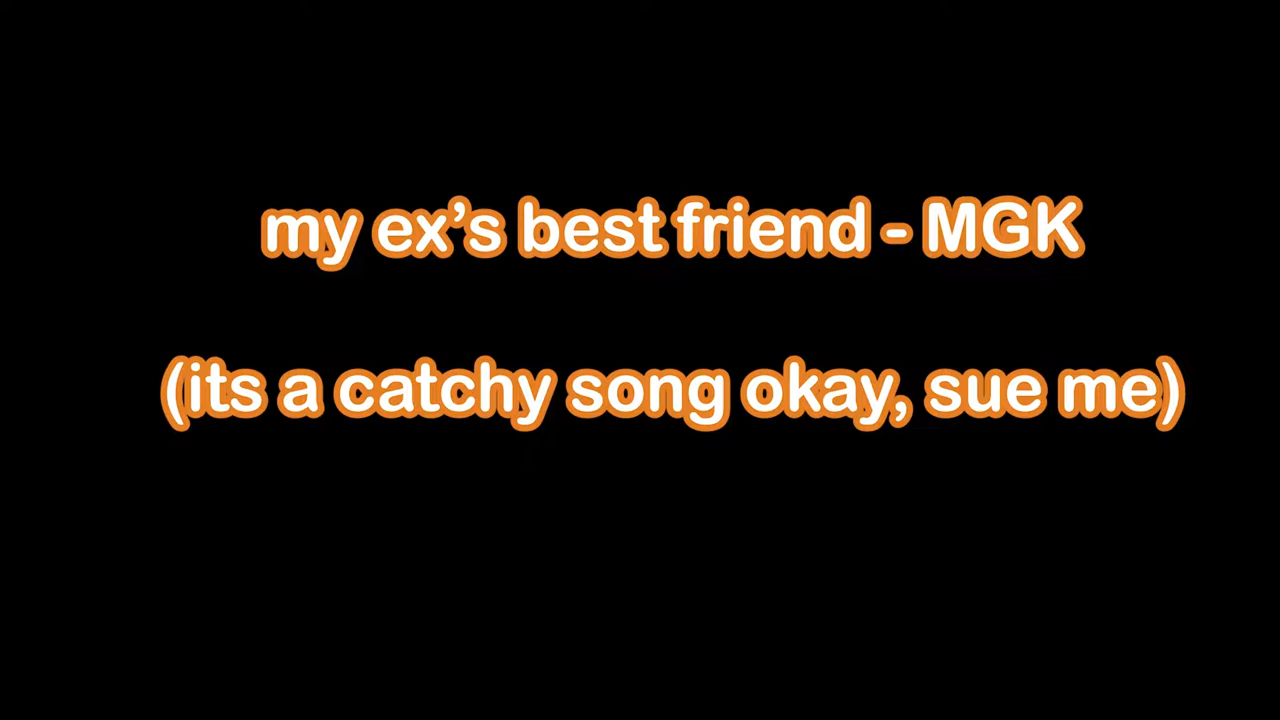 my ex’s best friend - MGK
(its a catchy song okay, sue me)